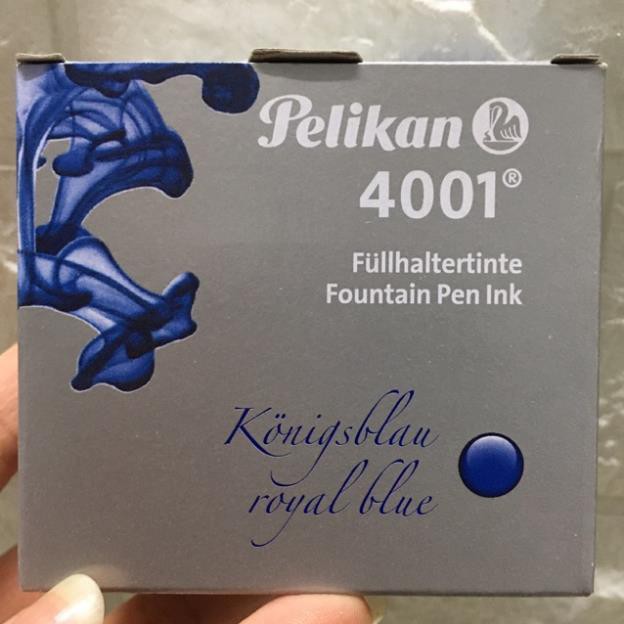 Pelikan
4001®
Füllhaltertinte
Fountain Pen Ink
Königsblau
royal blue